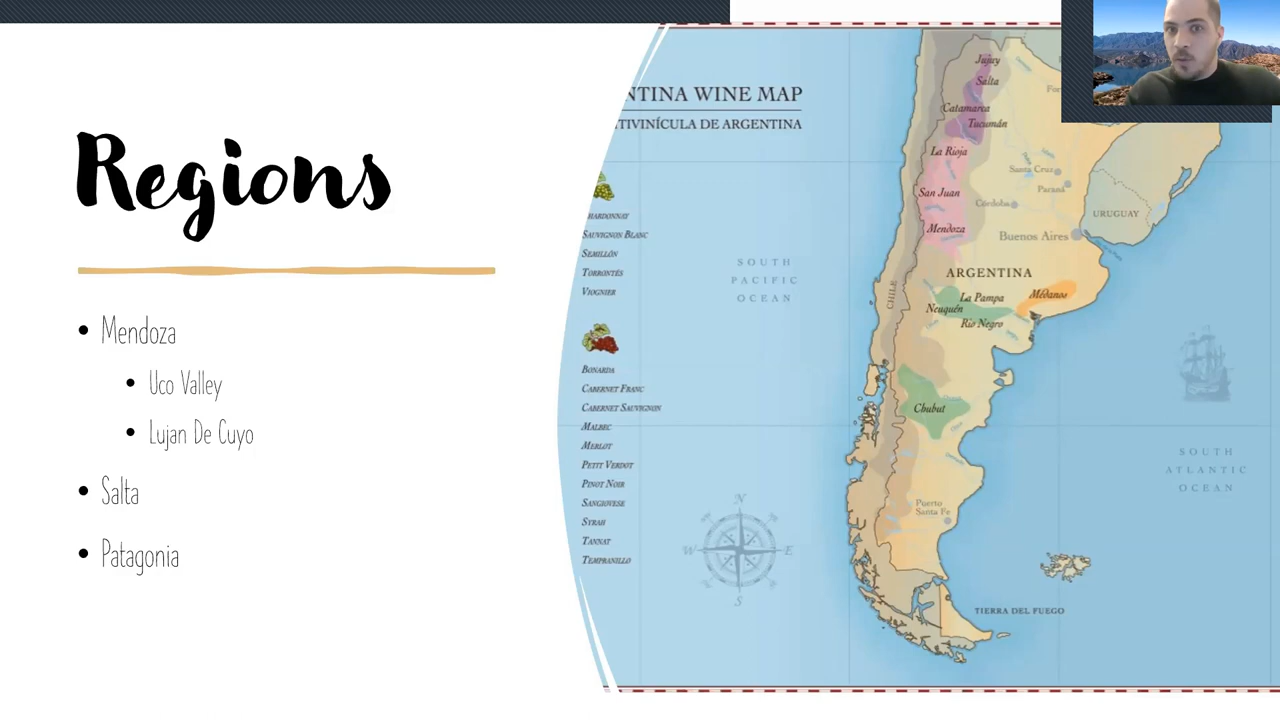 Regions
Mendoza
Uco Valley
Lujan De Cuyo
Salta
Patagonia
NTINA WINE MAP
TIVINÍCULA DE ARGENTINA
HARDONNAY
SAUVIGNON BLANC
SEMILLÓN
TORRONTÉS
VIOGNIER
BONARDA
CABERNET FRANC
CABERNET SAUVIGNON
MALBEC
MERLOT
PETIT VERDOT
PINOT NOIR
SANGIOVESE
SYRAH
TANNAT
TEMPRANILLO
SOUTH
PACIFIC
OCEAN
N
W
E
S
Jujuy
Salta
Catamarca
Tucumán
La Rioja
San Juan
Mendoza
Santa Cruz
Paraná
Córdoba
Buenos Aires
URUGUAY
ARGENTINA
CHILE
La Pampa
Neuquén
Río Negro
Médanos
Chubut
Puerto
Santa Fe
SOUTH
ATLANTIC
OCEAN
TIERRA DEL FUEGO